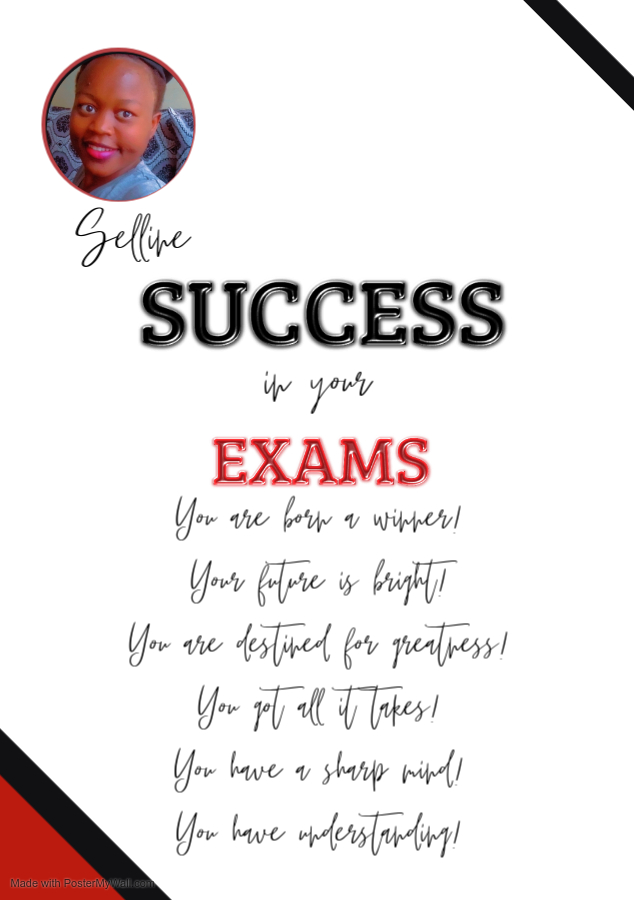 Selline
SUCCESS
in your
EXAMS
You are born a winner!
Your future is bright!
You are destined for greatness!
You got all it takes!
You have a sharp mind!
You have understanding!
Made with PosterMyWall.com